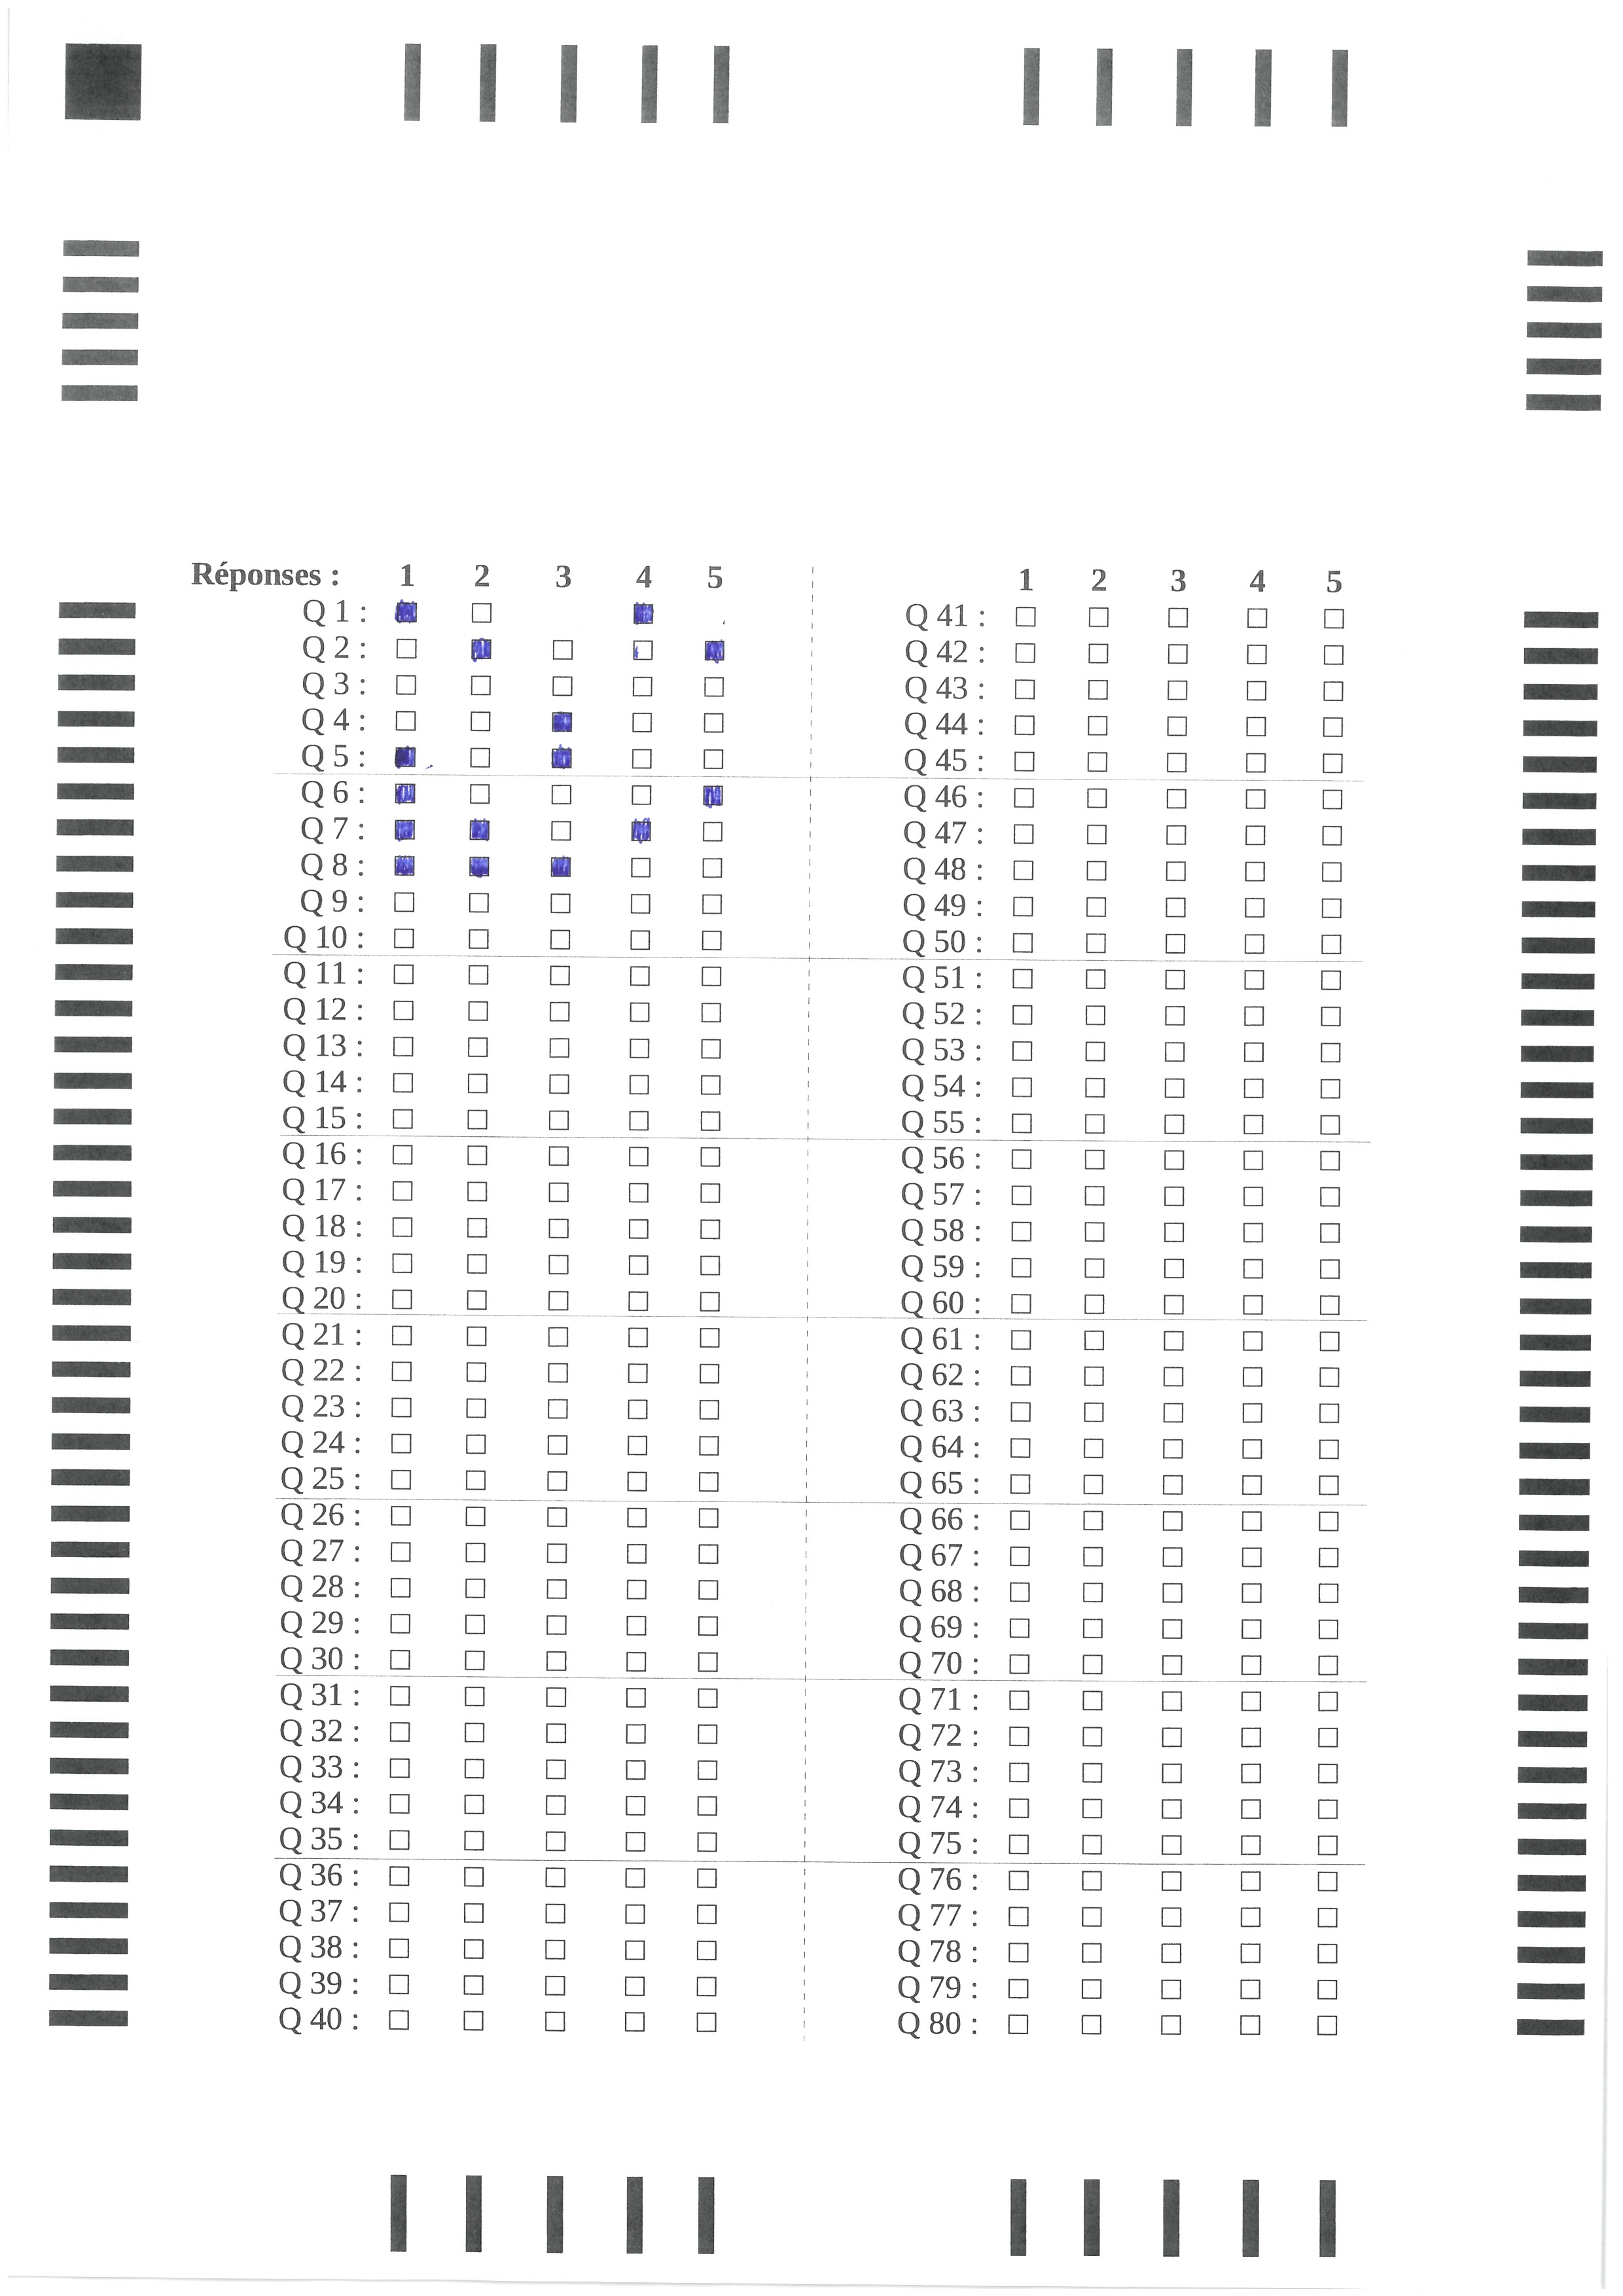 Réponses : 1 2 3 4 5
Q 1 :
Q 2 :
Q 3 :
Q 4 :
Q 5 :
Q 6 :
Q 7 :
Q 8 :
Q 9 :
Q 10 :
Q 11 :
Q 12 :
Q 13 :
Q 14 :
Q 15 :
Q 16 :
Q 17 :
Q 18 :
Q 19 :
Q 20 :
Q 21 :
Q 22 :
Q 23 :
Q 24 :
Q 25 :
Q 26 :
Q 27 :
Q 28 :
Q 29 :
Q 30 :
Q 31 :
Q 32 :
Q 33 :
Q 34 :
Q 35 :
Q 36 :
Q 37 :
Q 38 :
Q 39 :
Q 40 :
1 2 3 4 5
Q 41 :
Q 42 :
Q 43 :
Q 44 :
Q 45 :
Q 46 :
Q 47 :
Q 48 :
Q 49 :
Q 50 :
Q 51 :
Q 52 :
Q 53 :
Q 54 :
Q 55 :
Q 56 :
Q 57 :
Q 58 :
Q 59 :
Q 60 :
Q 61 :
Q 62 :
Q 63 :
Q 64 :
Q 65 :
Q 66 :
Q 67 :
Q 68 :
Q 69 :
Q 70 :
Q 71 :
Q 72 :
Q 73 :
Q 74 :
Q 75 :
Q 76 :
Q 77 :
Q 78 :
Q 79 :
Q 80 :